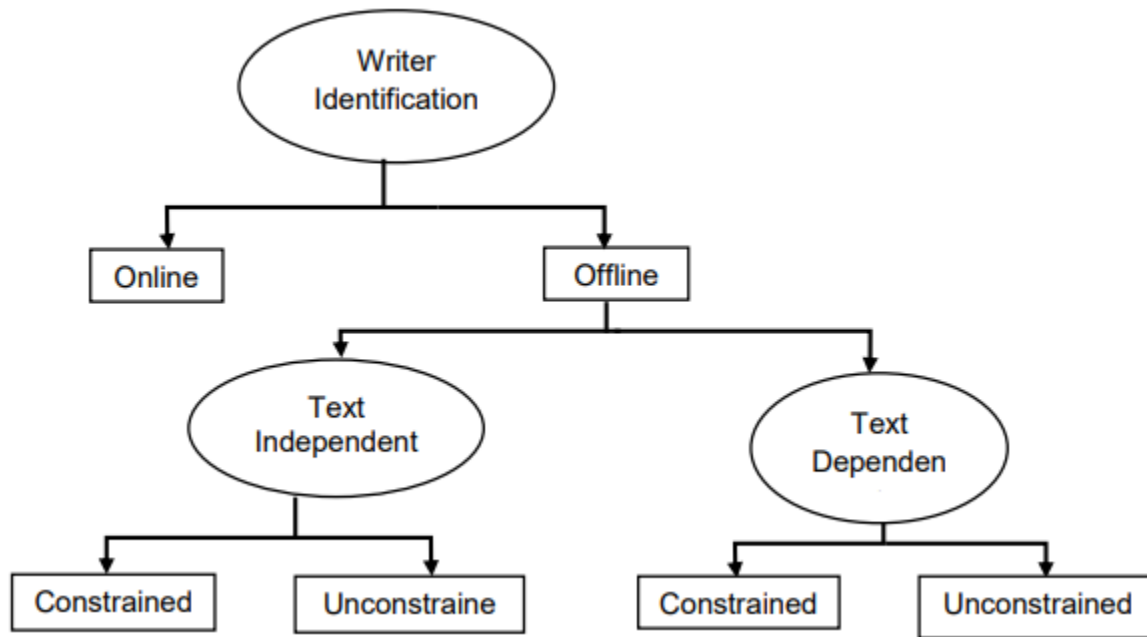 Writer
Identification
Online
Offline
Text
Independent
Text
Dependen
Constrained
Unconstraine
Constrained
Unconstrained